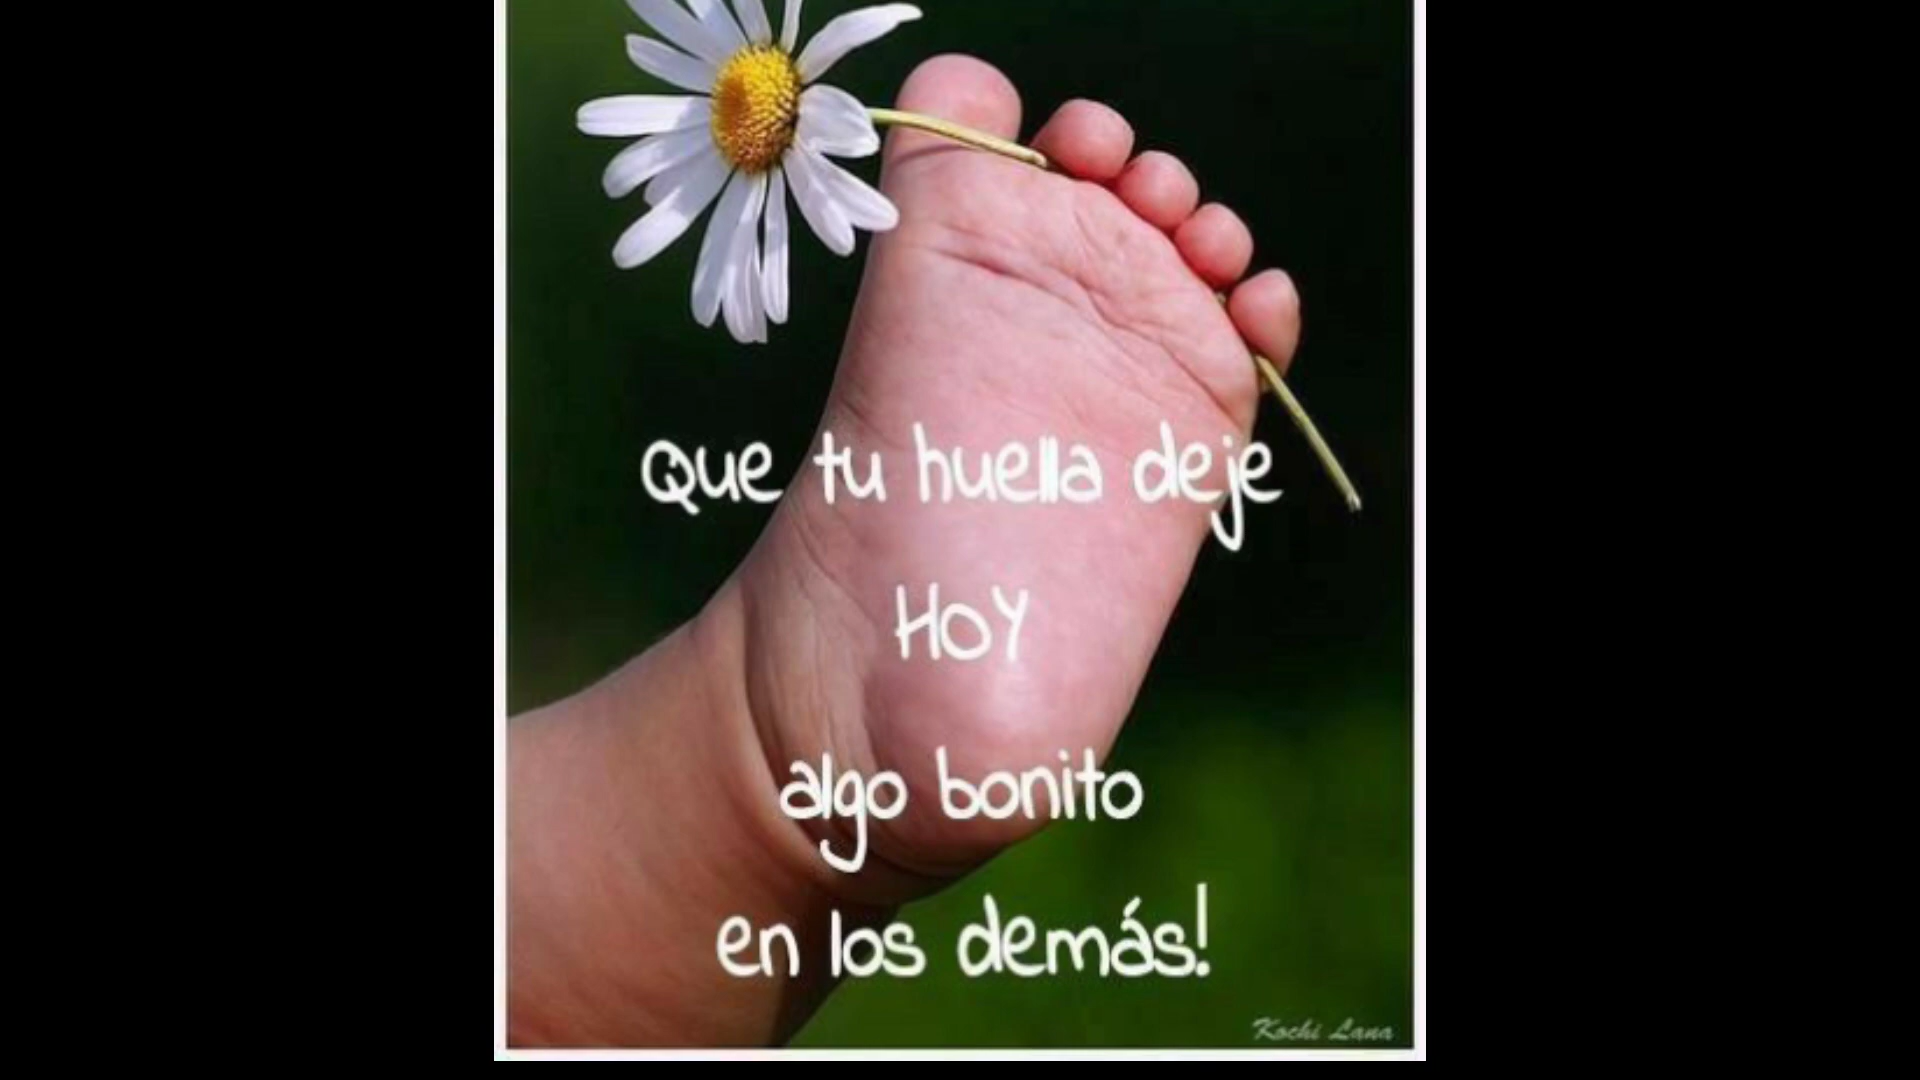 Que tu huella deje
HOY
algo bonito
en los demás!
Kochi Lana